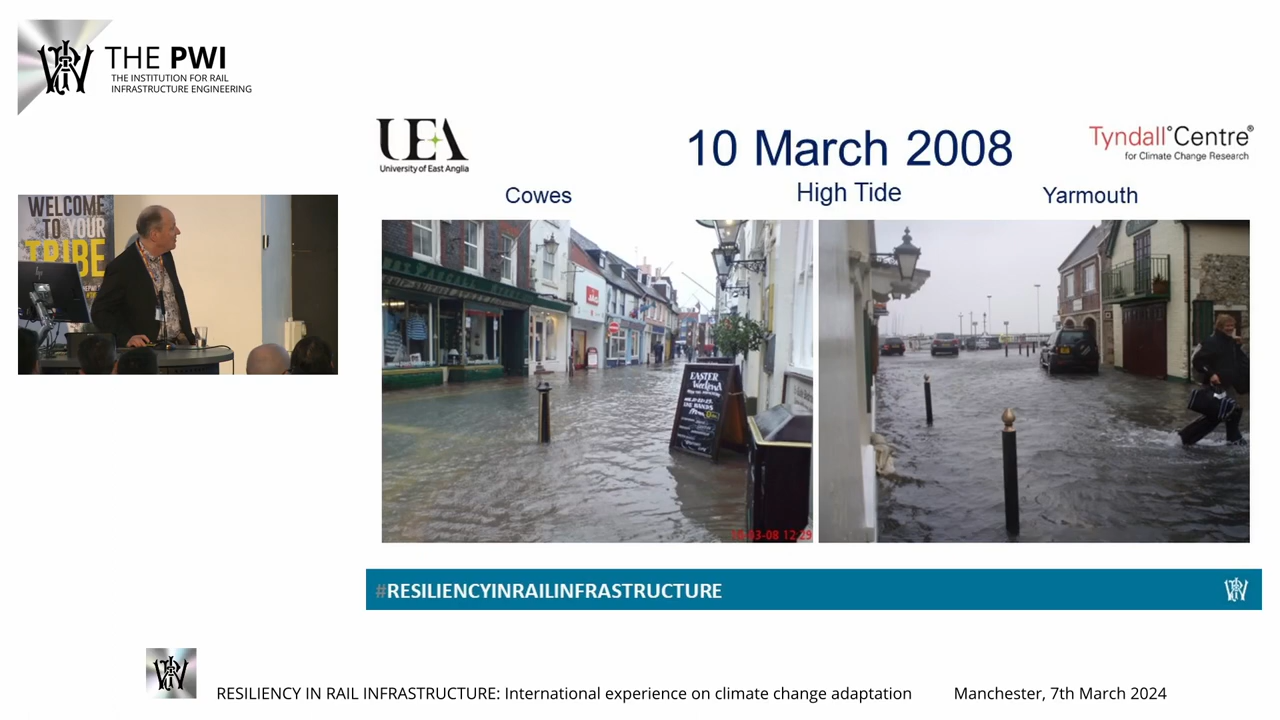 THE PWI
THE INSTITUTION FOR RAIL
INFRASTRUCTURE ENGINEERING
UEA
University of East Anglia
10 March 2008
Tyndall°Centre®
for Climate Change Research
Cowes
High Tide
Yarmouth
WELCOME
TO YOUR
TRIBE
hp
EASTER
Weekend
#RESILIENCYINRAILINFRASTRUCTURE
RESILIENCY IN RAIL INFRASTRUCTURE: International experience on climate change adaptation
Manchester, 7th March 2024